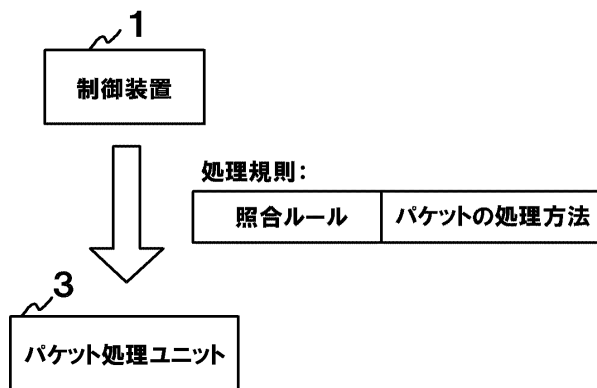 1
制御装置
処理規則：
照合ルール
パケットの処理方法
3
パケット処理ユニット